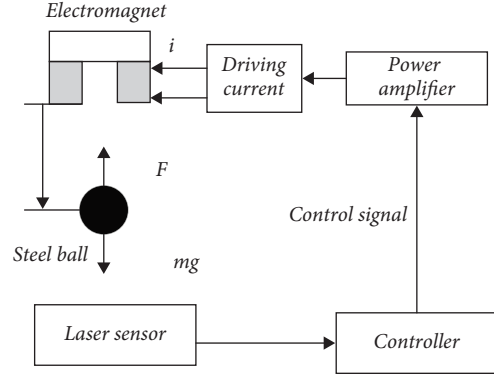 Electromagnet
i
Driving
current
Power
amplifier
F
Control signal
Steel ball
mg
Laser sensor
Controller